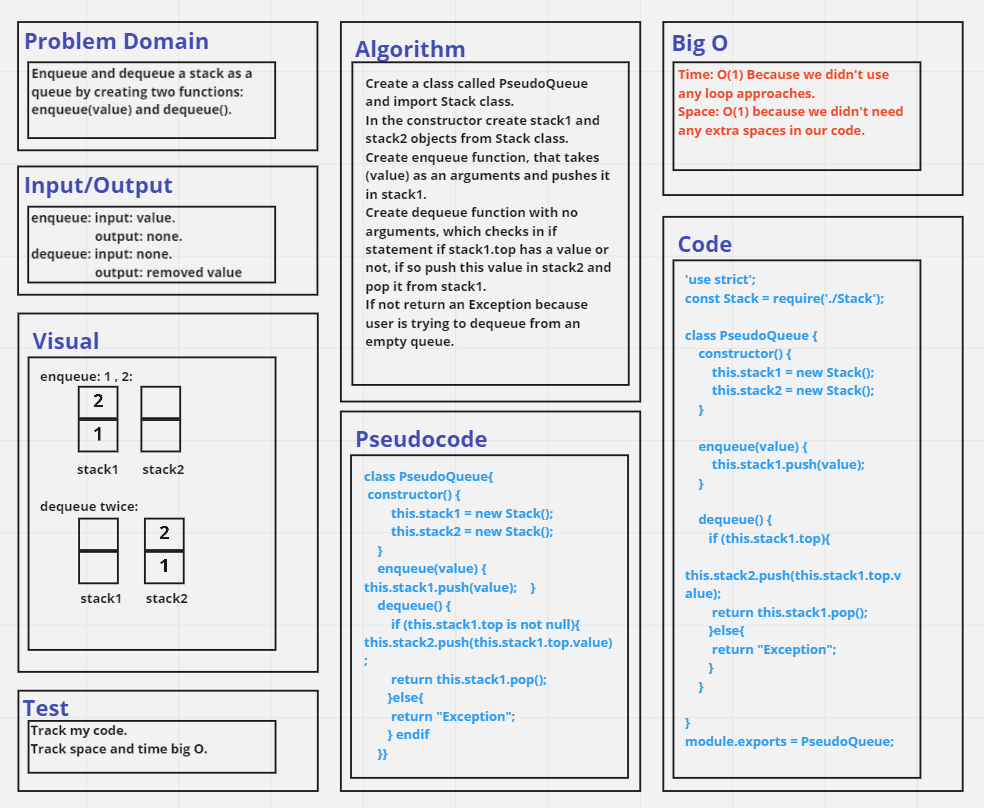 Problem Domain
Enqueue and dequeue a stack as a
queue by creating two functions:
enqueue(value) and dequeue().
Input/Output
enqueue: input: value.
output: none.
dequeue: input: none.
output: removed value
Visual
enqueue: 1 , 2:
2
1
stack1 stack2
dequeue twice:
2
1
stack1 stack2
Test
Track my code.
Track space and time big O.
Algorithm
Create a class called PseudoQueue
and import Stack class.
In the constructor create stack1 and
stack2 objects from Stack class.
Create enqueue function, that takes
(value) as an arguments and pushes it
in stack1.
Create dequeue function with no
arguments, which checks in if
statement if stack1.top has a value or
not, if so push this value in stack2 and
pop it from stack1.
If not return an Exception because
user is trying to dequeue from an
empty queue.
Pseudocode
class PseudoQueue{
constructor() {
this.stack1 = new Stack();
this.stack2 = new Stack();
}
enqueue(value) {
this.stack1.push(value); }
dequeue() {
if (this.stack1.top is not null){
this.stack2.push(this.stack1.top.value)
;
return this.stack1.pop();
}else{
return "Exception";
} endif
}}
Big O
Time: O(1) Because we didn't use
any loop approaches.
Space: O(1) because we didn't need
any extra spaces in our code.
Code
'use strict';
const Stack = require('./Stack');
class PseudoQueue {
constructor() {
this.stack1 = new Stack();
this.stack2 = new Stack();
}
enqueue(value) {
this.stack1.push(value);
}
dequeue() {
if (this.stack1.top){
this.stack2.push(this.stack1.top.v
alue);
return this.stack1.pop();
}else{
return "Exception";
}
}
}
module.exports = PseudoQueue;